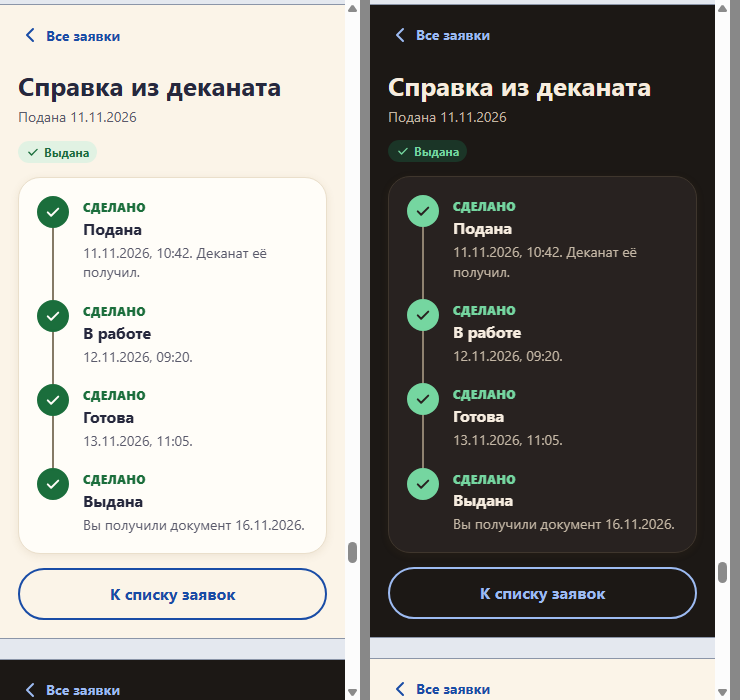 Все заявки
Справка из деканата
Подана 11.11.2026
Выдана
СДЕЛАНО
Подана
11.11.2026, 10:42. Деканат её
получил.
СДЕЛАНО
В работе
12.11.2026, 09:20.
СДЕЛАНО
Готова
13.11.2026, 11:05.
СДЕЛАНО
Выдана
Вы получили документ 16.11.2026.
К списку заявок
Все заявки
Все заявки
Справка из деканата
Подана 11.11.2026
Выдана
СДЕЛАНО
Подана
11.11.2026, 10:42. Деканат её
получил.
СДЕЛАНО
В работе
12.11.2026, 09:20.
СДЕЛАНО
Готова
13.11.2026, 11:05.
СДЕЛАНО
Выдана
Вы получили документ 16.11.2026.
К списку заявок
Все заявки